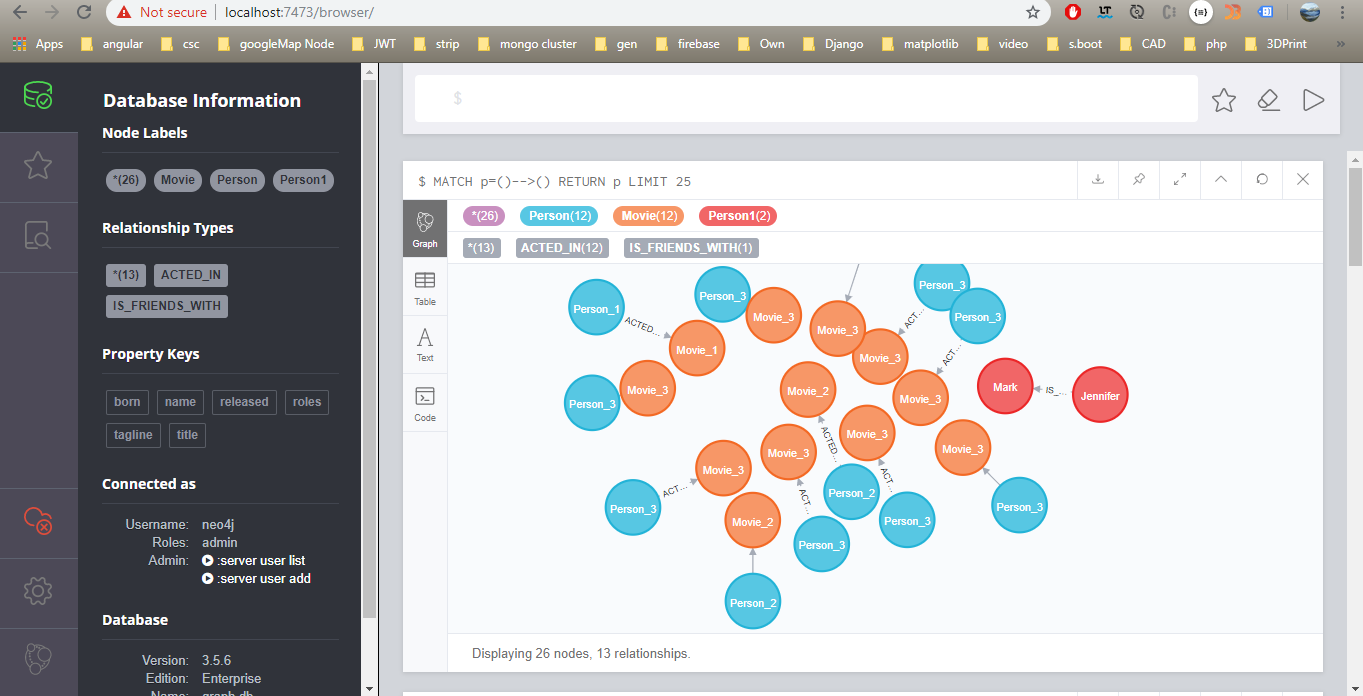 Not secure | localhost:7473/browser/
Apps angular csc googleMap Node JWT strip mongo cluster gen firebase Own Django matplotlib video s.boot CAD php 3DPrint »
Database Information
Node Labels
*(26) Movie Person Person1
Relationship Types
*(13) ACTED_IN
IS_FRIENDS_WITH
Property Keys
born name released roles
tagline title
Connected as
Username: neo4j
Roles: admin
Admin: :server user list
:server user add
Database
Version: 3.5.6
Edition: Enterprise
Name: graph.db
$
$ MATCH p=()-->() RETURN p LIMIT 25
*(26) Person(12) Movie(12) Person1(2)
*(13) ACTED_IN(12) IS_FRIENDS_WITH(1)
Graph
Table
Text
Code
Person_3
Person_3
Person_1
Movie_3
Person_3
ACTED…
ACT…
Movie_3
Movie_1
Movie_3
ACT…
Mark
IS_…
Jennifer
Movie_3
Movie_2
Person_3
Movie_3
Movie_3
ACTED…
Movie_3
Movie_3
Movie_3
ACT…
ACT…
Person_2
ACT…
Person_3
Person_3
Movie_2
Person_3
Person_3
Person_2
Displaying 26 nodes, 13 relationships.